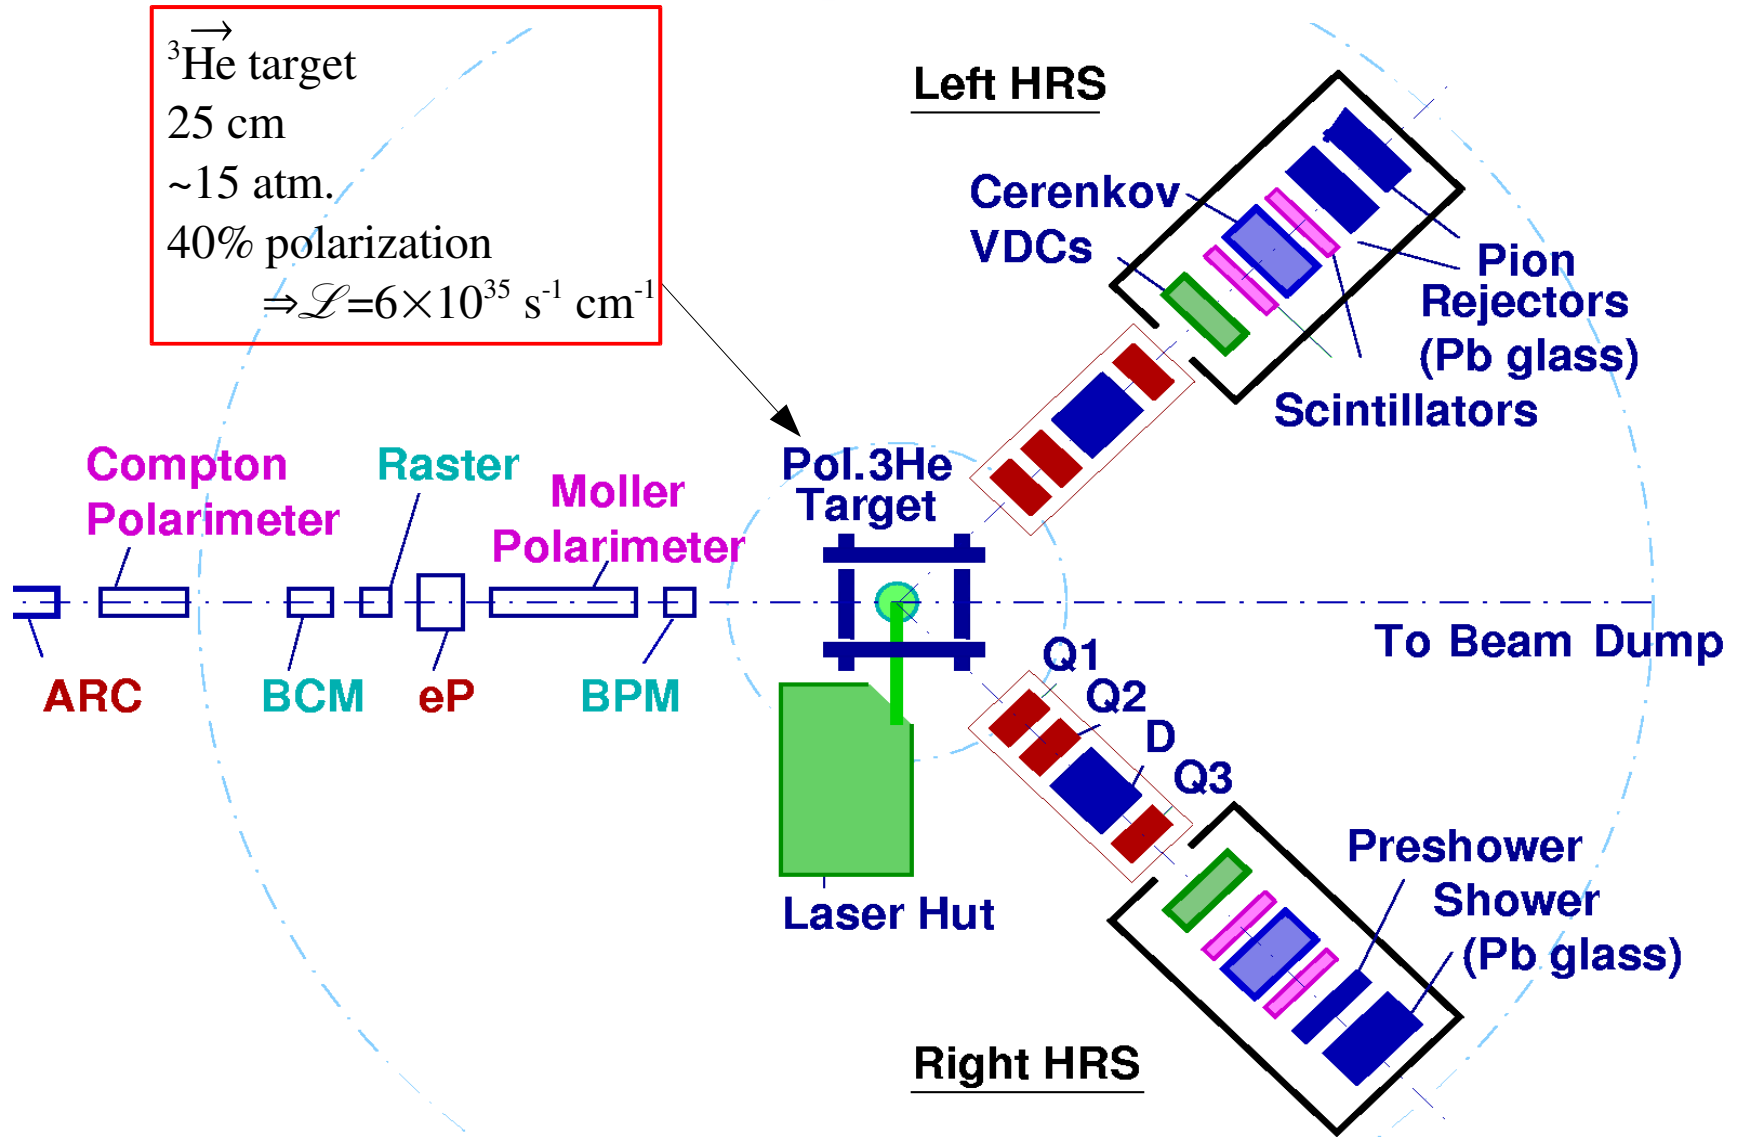 ³He target
25 cm
~15 atm.
40% polarization
⇒ℒ=6×10³⁵ s⁻¹ cm⁻¹
Left HRS
Cerenkov
VDCs
Pion
Rejectors
(Pb glass)
Scintillators
Compton
Polarimeter
Raster
Moller
Polarimeter
Pol.3He
Target
ARC
BCM
eP
BPM
To Beam Dump
Q1
Q2
D
Q3
Laser Hut
Preshower
Shower
(Pb glass)
Right HRS